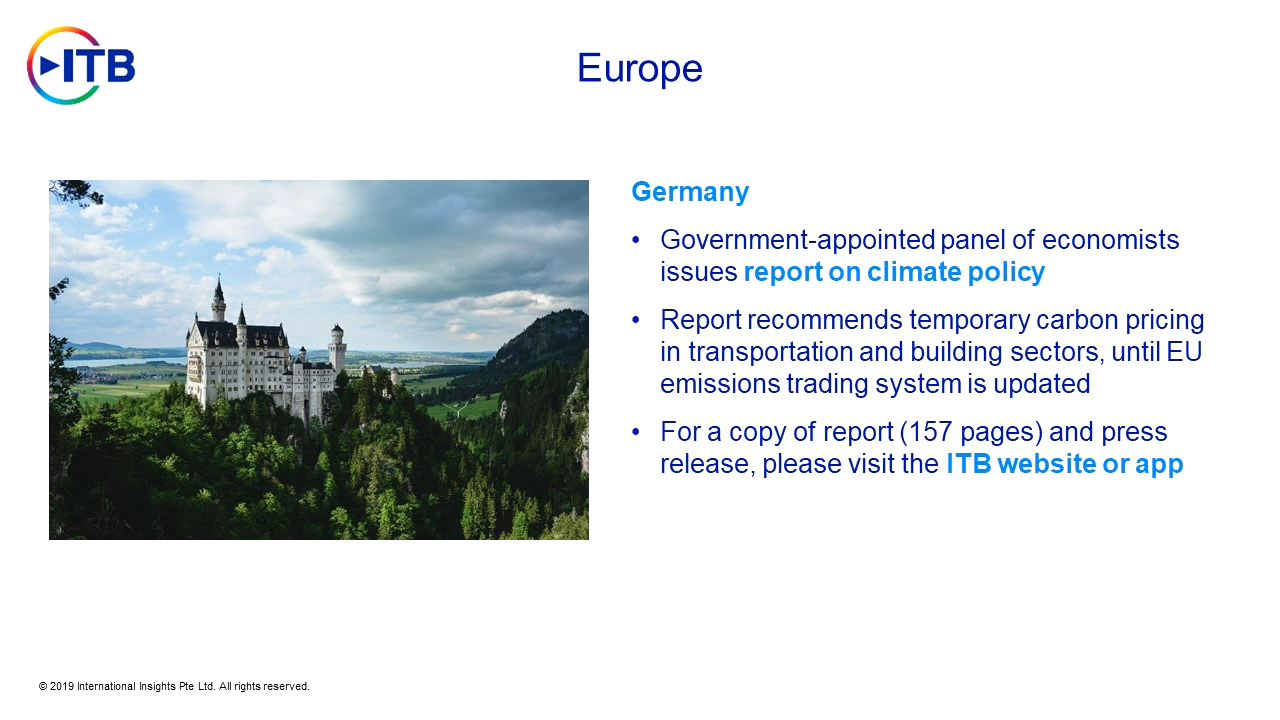 ITB
Europe
Germany
• Government-appointed panel of economists
issues report on climate policy
• Report recommends temporary carbon pricing
in transportation and building sectors, until EU
emissions trading system is updated
• For a copy of report (157 pages) and press
release, please visit the ITB website or app
© 2019 International Insights Pte Ltd. All rights reserved.